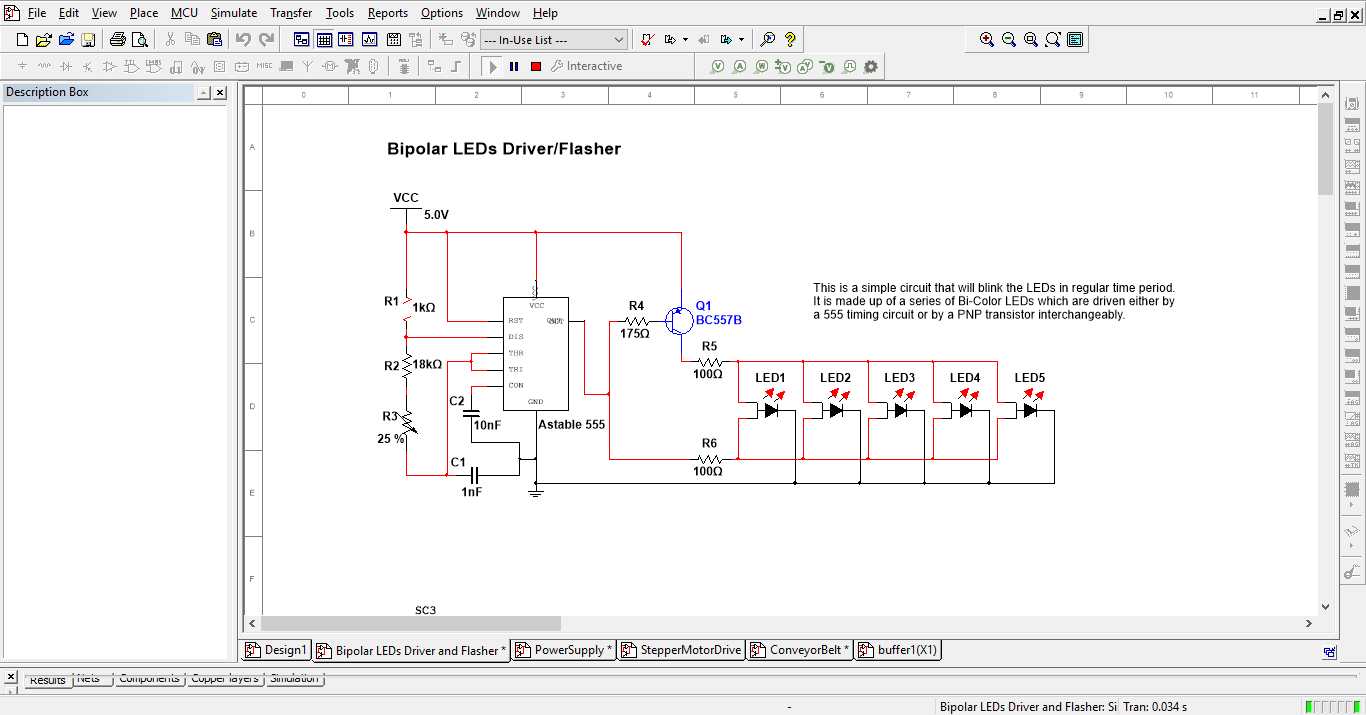 File Edit View Place MCU Simulate Transfer Tools Reports Options Window Help
--- In-Use List ---
MISC Interactive
Description Box
0 1 2 3 4 5 6 7 8 9 10 11
A
Bipolar LEDs Driver/Flasher
VCC
5.0V
B
This is a simple circuit that will blink the LEDs in regular time period.
It is made up of a series of Bi-Color LEDs which are driven either by
a 555 timing circuit or by a PNP transistor interchangeably.
R1 1kΩ
VCC
R4
175Ω
Q1
BC557B
C
RST OUT
DIS
THR
TRI
CON
GND
R2 18kΩ
R5
100Ω
LED1 LED2 LED3 LED4 LED5
D
R3
25 %
C2
10nF
Astable 555
C1
1nF
R6
100Ω
E
F
SC3
Design1 Bipolar LEDs Driver and Flasher * PowerSupply * StepperMotorDrive ConveyorBelt * buffer1(X1)
Results Nets Components Copper layers Simulation
- Bipolar LEDs Driver and Flasher: Si Tran: 0.034 s